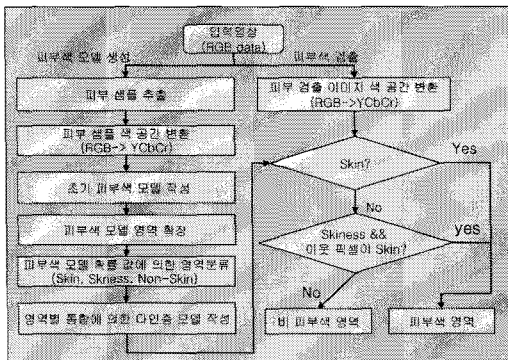 입력영상
(RGB data)
피부색 모델 생성
피부색 검출
피부 샘플 추출
피부 샘플 색 공간 변환
(RGB-> YCbCr)
초기 피부색 모델 작성
피부색 모델 영역 확장
피부색 모델 확률 값에 의한 영역분류
(Skin, Skness, Non-Skin)
영역별 통합에 의한 다인종 모델 작성
피부 검출 이미지 색 공간 변환
(RGB->YCbCr)
Skin?
Yes
No
Skiness &&
이웃 픽셀이 Skin?
yes
No
비 피부색 영역
피부색 영역